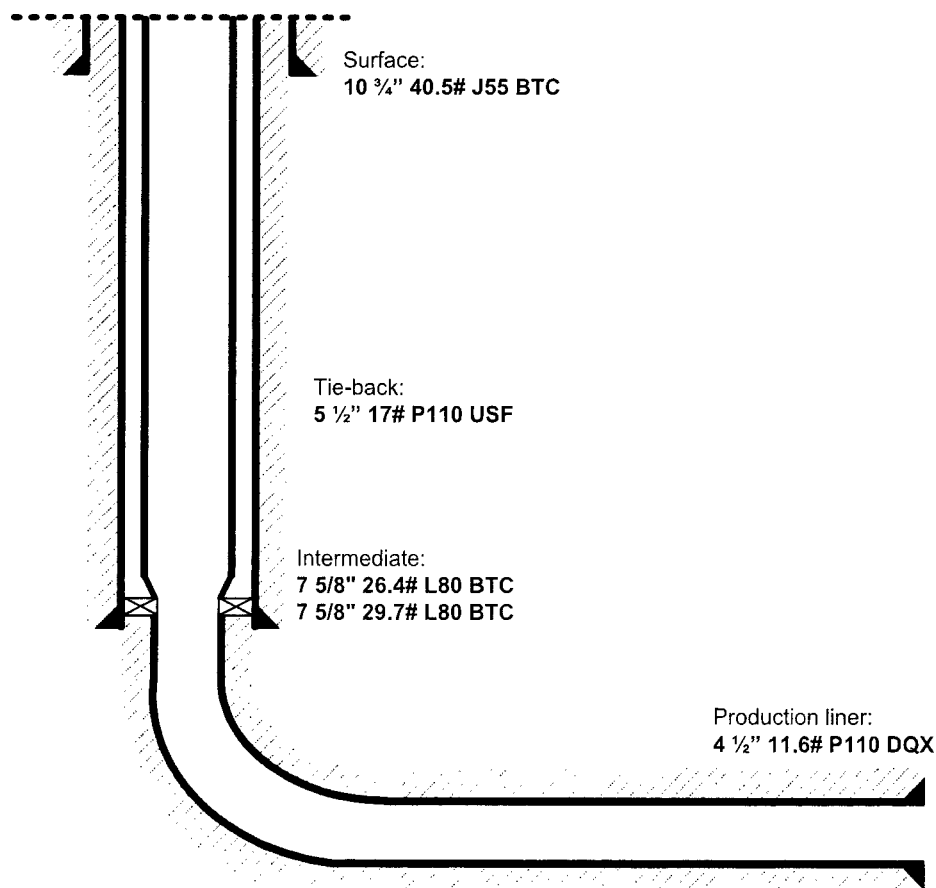 Surface:
10 ¾” 40.5# J55 BTC
Tie-back:
5 ½” 17# P110 USF
Intermediate:
7 5/8" 26.4# L80 BTC
7 5/8" 29.7# L80 BTC
Production liner:
4 ½” 11.6# P110 DQX